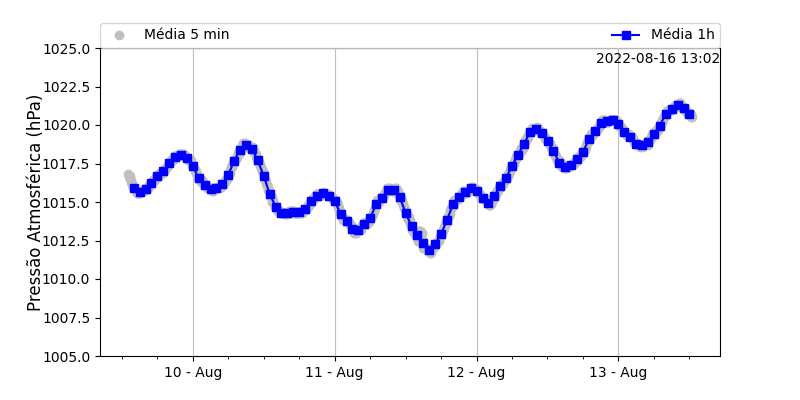 Média 5 min
Média 1h
2022-08-16 13:02
Pressão Atmosférica (hPa)
1025.0
1022.5
1020.0
1017.5
1015.0
1012.5
1010.0
1007.5
1005.0
10 - Aug
11 - Aug
12 - Aug
13 - Aug